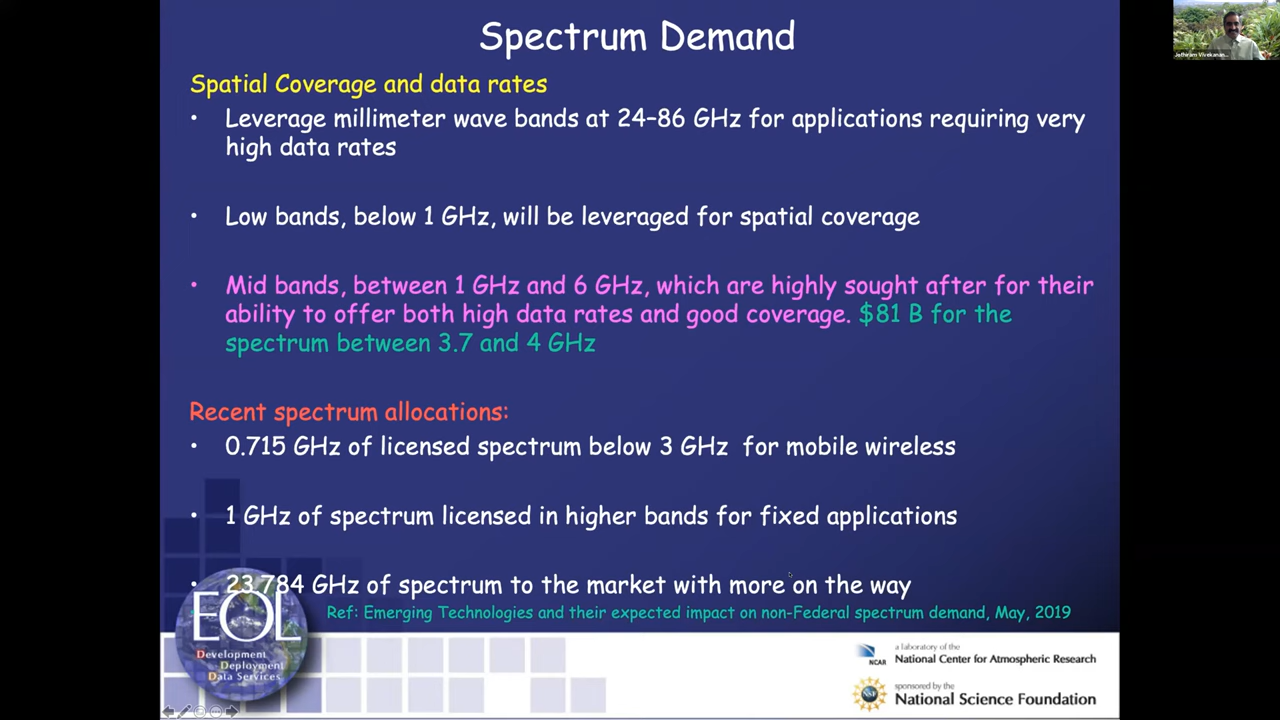 Spectrum Demand
Jothiram Vivekanan...
Spatial Coverage and data rates
• Leverage millimeter wave bands at 24–86 GHz for applications requiring very
high data rates
• Low bands, below 1 GHz, will be leveraged for spatial coverage
• Mid bands, between 1 GHz and 6 GHz, which are highly sought after for their
ability to offer both high data rates and good coverage. $81 B for the
spectrum between 3.7 and 4 GHz
Recent spectrum allocations:
• 0.715 GHz of licensed spectrum below 3 GHz for mobile wireless
• 1 GHz of spectrum licensed in higher bands for fixed applications
• 23.784 GHz of spectrum to the market with more on the way
Ref: Emerging Technologies and their expected impact on non-Federal spectrum demand, May, 2019
EOL
Development
Deployment
Data Services
NCAR
a laboratory of the
National Center for Atmospheric Research
NSF
sponsored by the
National Science Foundation